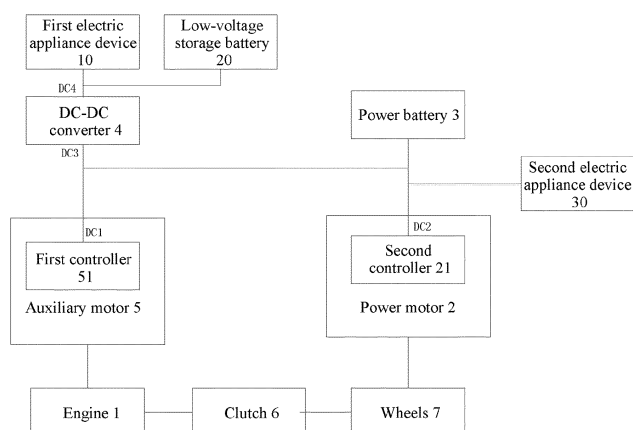 First electric
appliance device
10
Low-voltage
storage battery
20
DC4
DC-DC
converter 4
Power battery 3
DC3
Second electric
appliance device
30
DC1
DC2
First controller
51
Second
controller 21
Auxiliary motor 5
Power motor 2
Engine 1
Clutch 6
Wheels 7